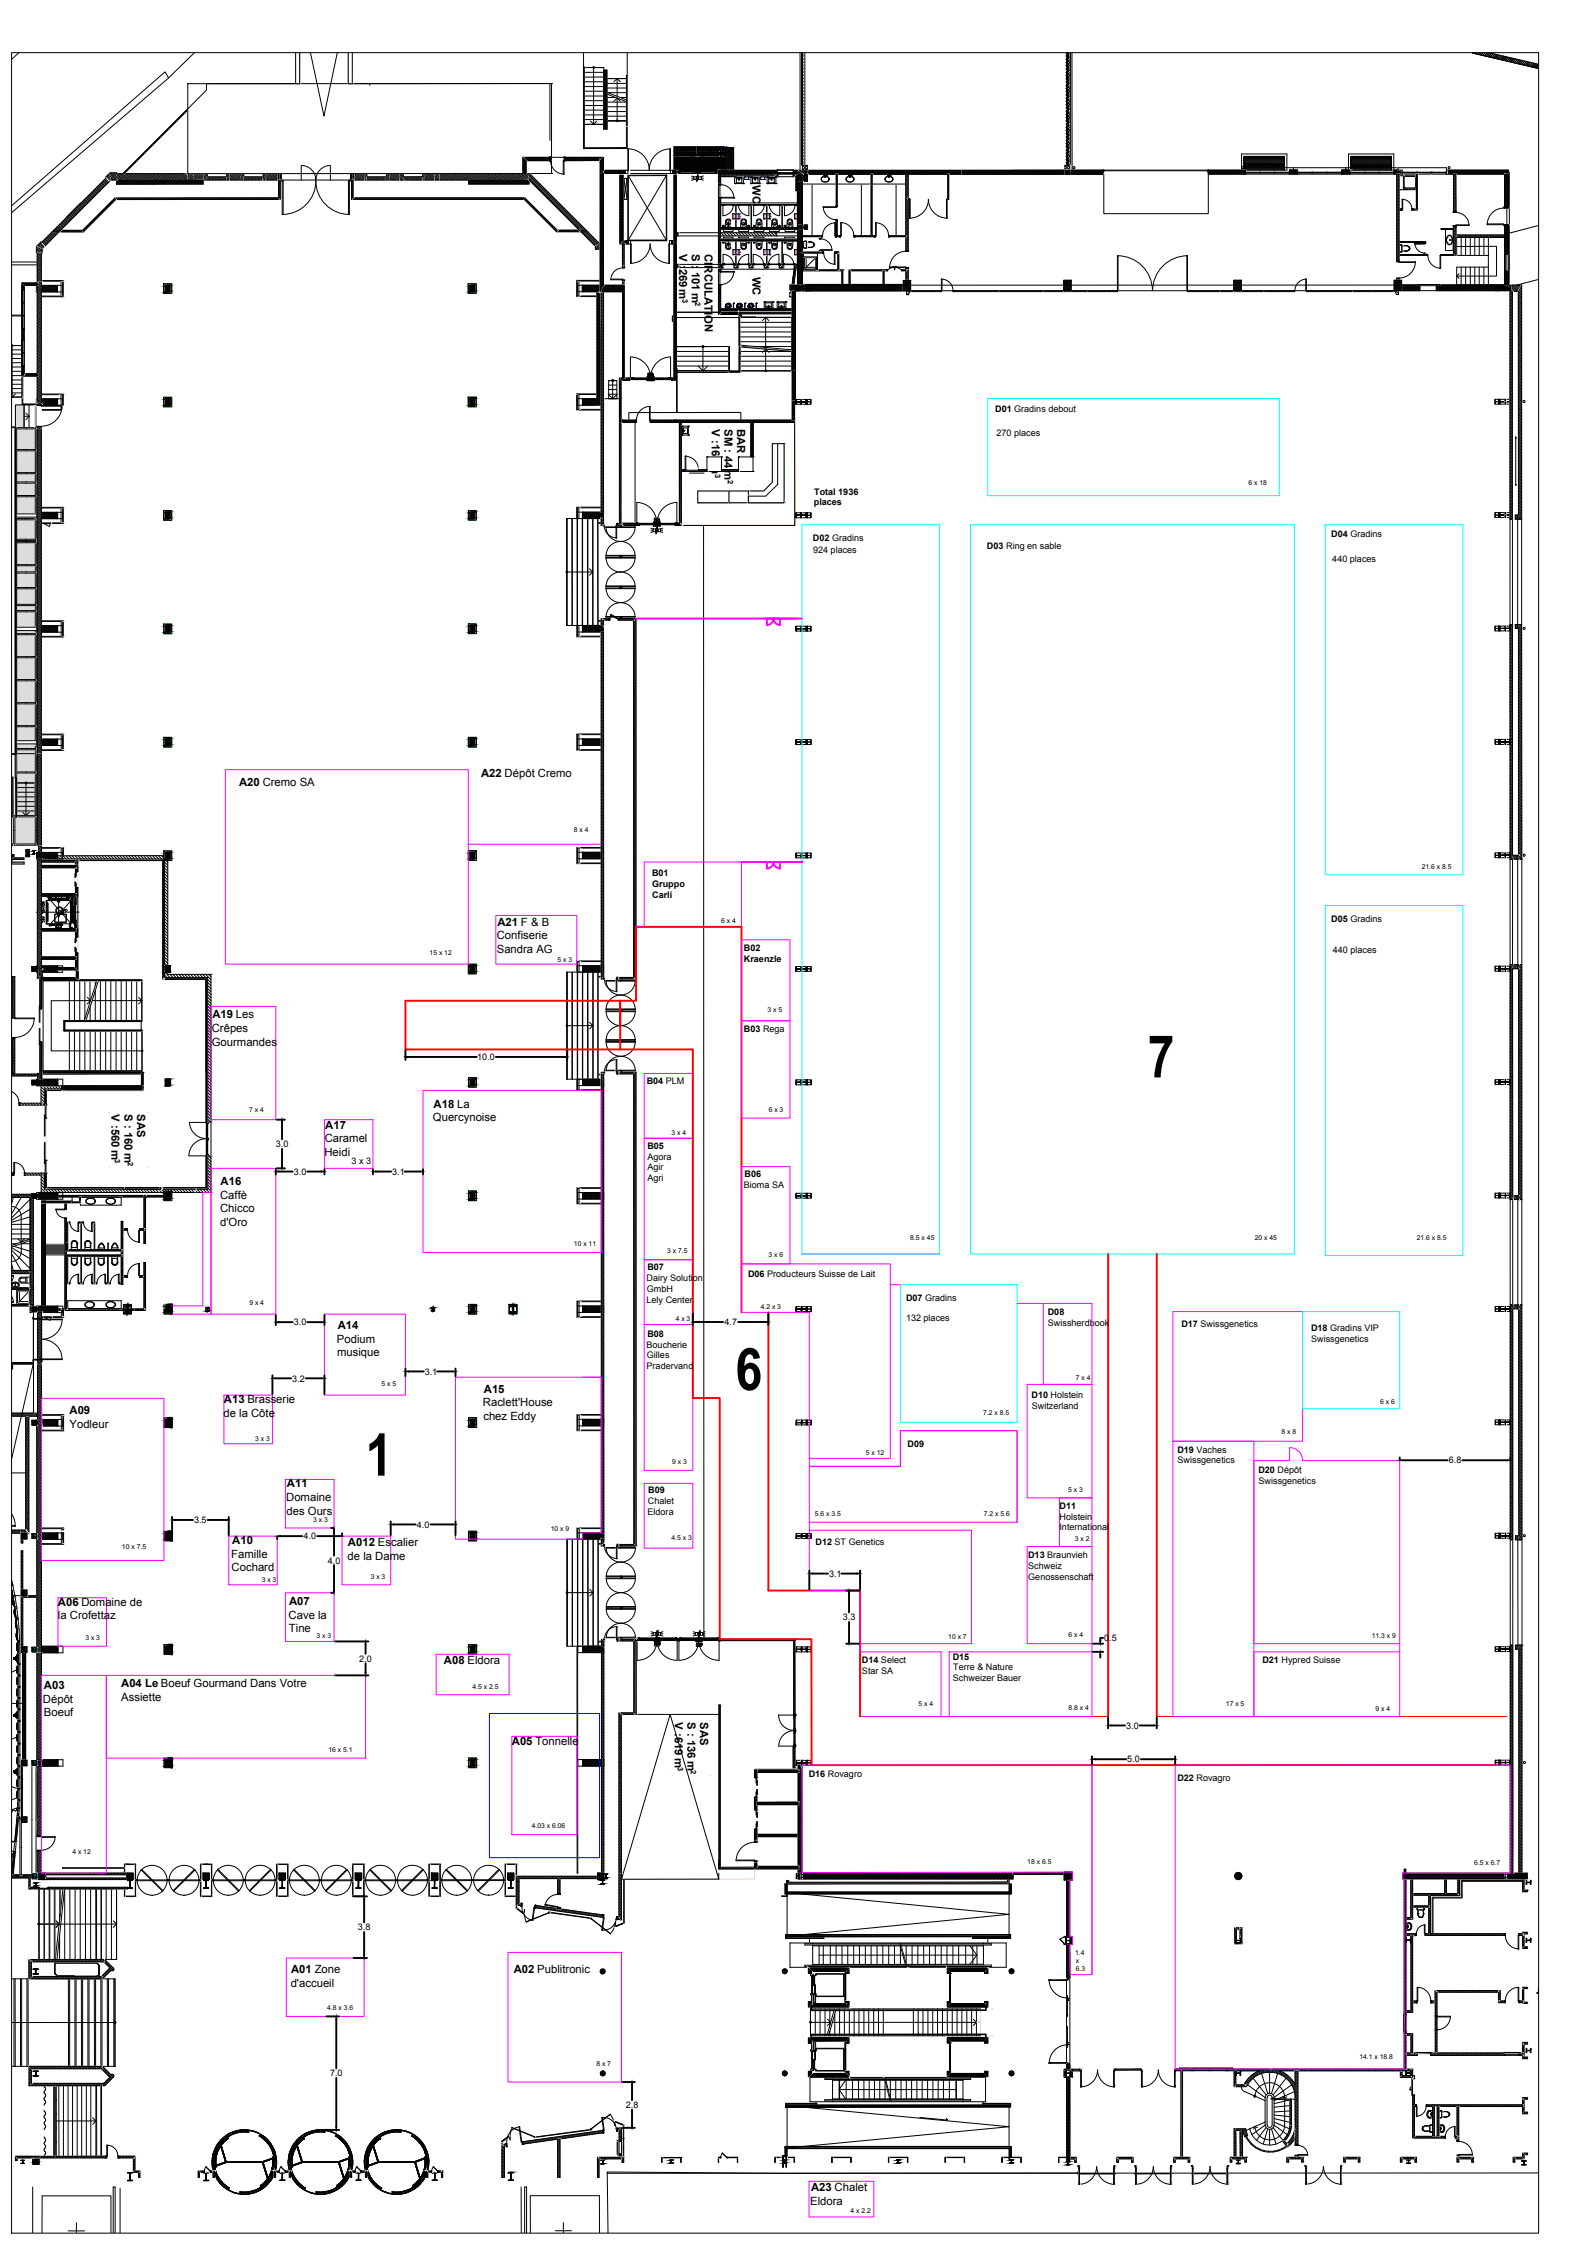 WC
WC
CIRCULATION
S : 101 m²
V :269 m³
BAR
SM : 44 m²
V :16
D01 Gradins debout
270 places
6 x 18
Total 1936
places
D02 Gradins
924 places
8.5 x 45
D03 Ring en sable
20 x 45
D04 Gradins
440 places
21.6 x 8.5
D05 Gradins
440 places
21.6 x 8.5
7
A20 Cremo SA
15 x 12
A22 Dépôt Cremo
8 x 4
A21 F & B
Confiserie
Sandra AG
5 x 3
B01
Gruppo
Carli
6 x 4
B02
Kraenzle
3 x 5
B03 Rega
6 x 3
B04 PLM
3 x 4
B05
Agora
Agir
Agri
3 x 7.5
B06
Bioma SA
3 x 6
B07
Dairy Solution
GmbH
Lely Center
4 x 3
B08
Boucherie
Gilles
Pradervand
9 x 3
B09
Chalet
Eldora
4.5 x 3
4.7
6
10.0
A19 Les
Crêpes
Gourmandes
7 x 4
3.0
SAS
S : 160 m²
V :560 m³
A17
Caramel
Heidi
3 x 3
3.0
3.1
A18 La
Quercynoise
10 x 11
A16
Caffè
Chicco
d'Oro
9 x 4
3.0
A14
Podium
musique
5 x 5
3.2
3.1
A13 Brasserie
de la Côte
3 x 3
A15
Raclett'House
chez Eddy
10 x 9
A09
Yodleur
10 x 7.5
1
A11
Domaine
des Ours
3 x 3
3.5
4.0
4.0
4.0
A10
Famille
Cochard
3 x 3
A012 Escalier
de la Dame
3 x 3
A06 Domaine de
la Crofettaz
3 x 3
A07
Cave la
Tine
3 x 3
2.0
A08 Eldora
4.5 x 2.5
A03
Dépôt
Boeuf
4 x 12
A04 Le Boeuf Gourmand Dans Votre
Assiette
16 x 5.1
A05 Tonnelle
4.03 x 6.06
SAS
S : 136 m²
V :619 m³
D06 Producteurs Suisse de Lait
4.2 x 3
5 x 12
D07 Gradins
132 places
7.2 x 8.5
D08
Swissherdbook
7 x 4
D09
5.6 x 3.5
7.2 x 5.6
D10 Holstein
Switzerland
5 x 3
D11
Holstein
International
3 x 2
D12 ST Genetics
10 x 7
3.1
3.3
D13 Braunvieh
Schweiz
Genossenschaft
6 x 4
0.5
D14 Select
Star SA
5 x 4
D15
Terre & Nature
Schweizer Bauer
8.8 x 4
D17 Swissgenetics
8 x 8
D18 Gradins VIP
Swissgenetics
6 x 6
D19 Vaches
Swissgenetics
17 x 5
D20 Dépôt
Swissgenetics
11.3 x 9
6.8
D21 Hypred Suisse
9 x 4
3.0
5.0
D16 Rovagro
18 x 6.5
1.4
x
6.3
D22 Rovagro
6.5 x 6.7
14.1 x 18.8
3.8
A01 Zone
d'accueil
4.8 x 3.6
7.0
A02 Publitronic
8 x 7
2.8
A23 Chalet
Eldora
4 x 2.2